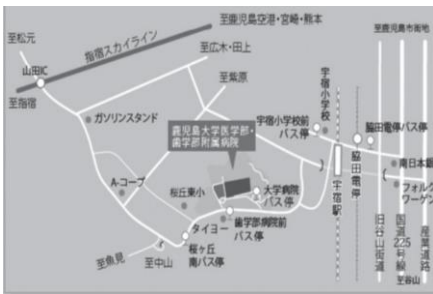 至鹿児島空港・宮崎・熊本
至鹿児島市街地
至松元
指宿スカイライン
至広木・田上
山田IC
至紫原
至指宿
ガソリンスタンド
宇宿小学校
宇宿小学校前
バス停
脇田電停バス停
鹿児島大学医学部・
歯学部附属病院
脇田電停
南日本銀
A-コープ
桜丘東小
大学病院
バス停
宇宿駅
フォルク
ワーゲン
タイヨー
歯学部病院前
バス停
旧谷山街道
国道225号線
産業道路
桜ヶ丘
南バス停
至魚見
至中山
至谷山